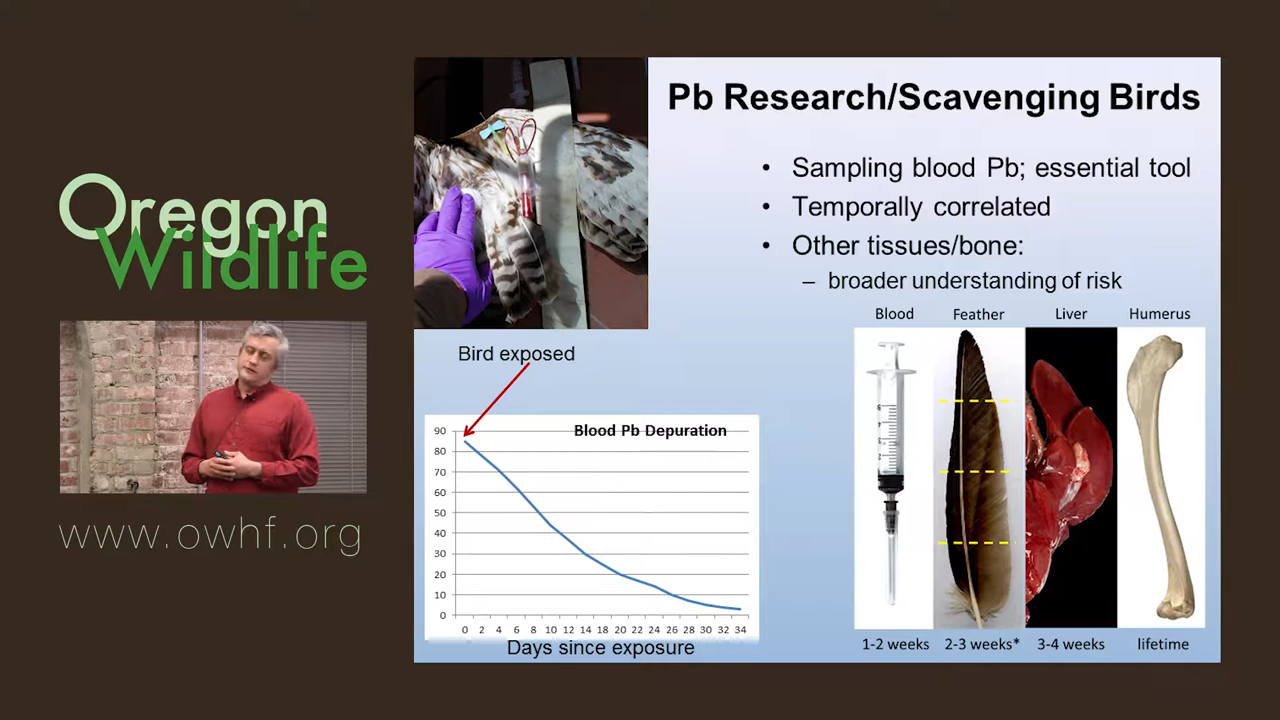 Oregon
Wildlife
www.owhf.org
Pb Research/Scavenging Birds
• Sampling blood Pb; essential tool
• Temporally correlated
• Other tissues/bone:
– broader understanding of risk
Bird exposed
Blood Pb Depuration
90
80
70
60
50
40
30
20
10
0
0 2 4 6 8 10 12 14 16 18 20 22 24 26 28 30 32 34
Days since exposure
Blood Feather Liver Humerus
1-2 weeks 2-3 weeks* 3-4 weeks lifetime